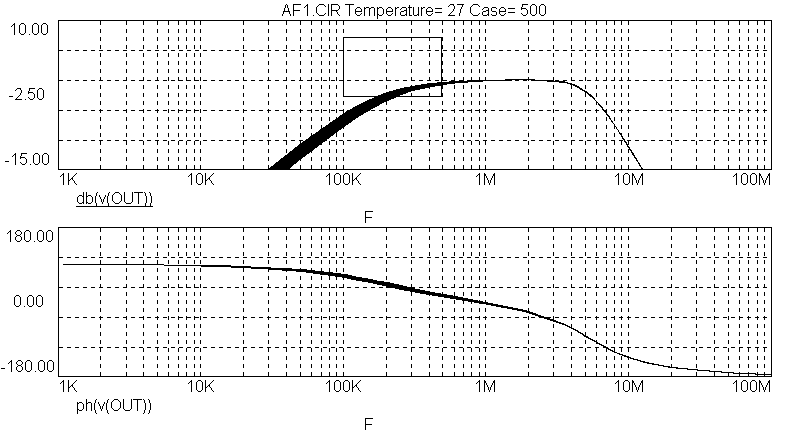 AF1.CIR Temperature= 27 Case= 500
10.00
-2.50
-15.00
1K 10K 100K 1M 10M 100M
db(v(OUT))
F
180.00
0.00
-180.00
1K 10K 100K 1M 10M 100M
ph(v(OUT))
F